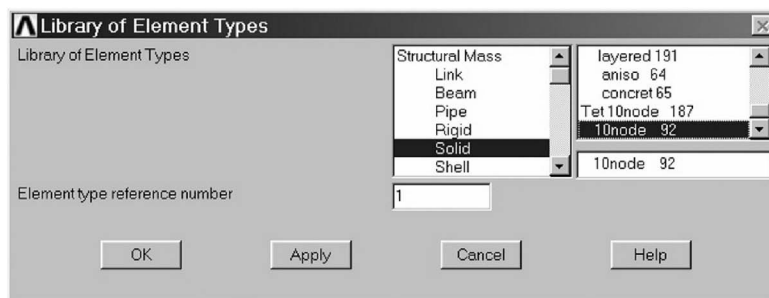 Library of Element Types
Library of Element Types
Structural Mass
Link
Beam
Pipe
Rigid
Solid
Shell
layered 191
aniso 64
concret 65
Tet 10node 187
10node 92
10node 92
Element type reference number
1
OK
Apply
Cancel
Help